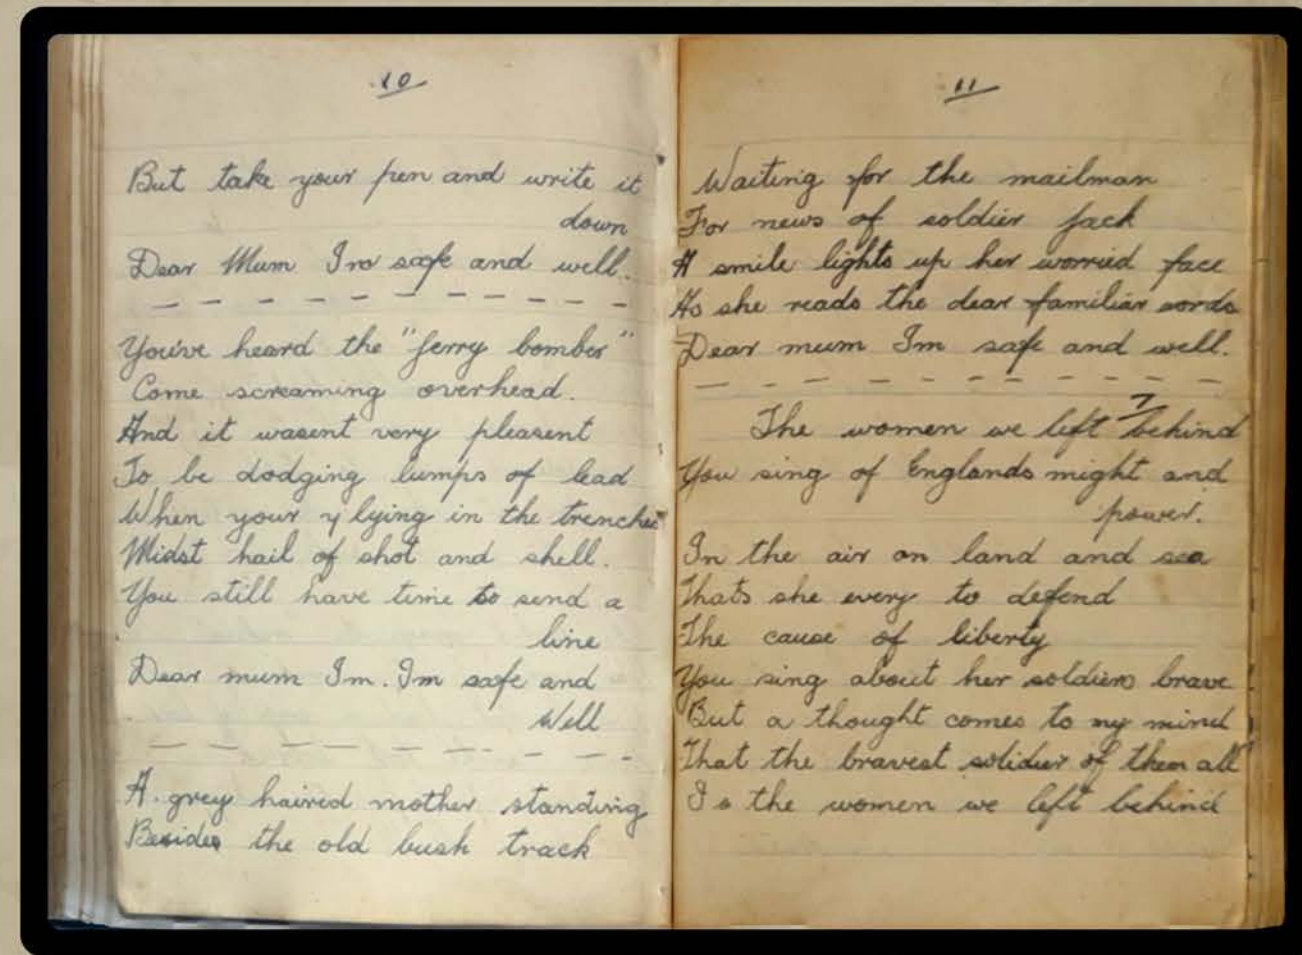 10
But take your pen and write it
down
Dear Mum Im safe and well.
You've heard the "Jerry bomber"
Come screaming overhead.
And it wasent very pleasent
To be dodging lumps of lead
When your y lying in the trenches
Midst hail of shot and shell.
You still have time to send a
line
Dear mum Im. Im safe and
Well
A. grey haired mother standing
Besides the old bush track
11
Waiting for the mailman
For news of soldier Jack
A smile lights up her worried face
As she reads the dear familiar words
Dear mum Im safe and well.
7
The women we left behind
You sing of Englands might and
power.
In the air on land and sea
Thats she every to defend
The cause of liberty
You sing about her soldiers brave
But a thought comes to my mind
That the bravest solidier of them all
Is the women we left behind